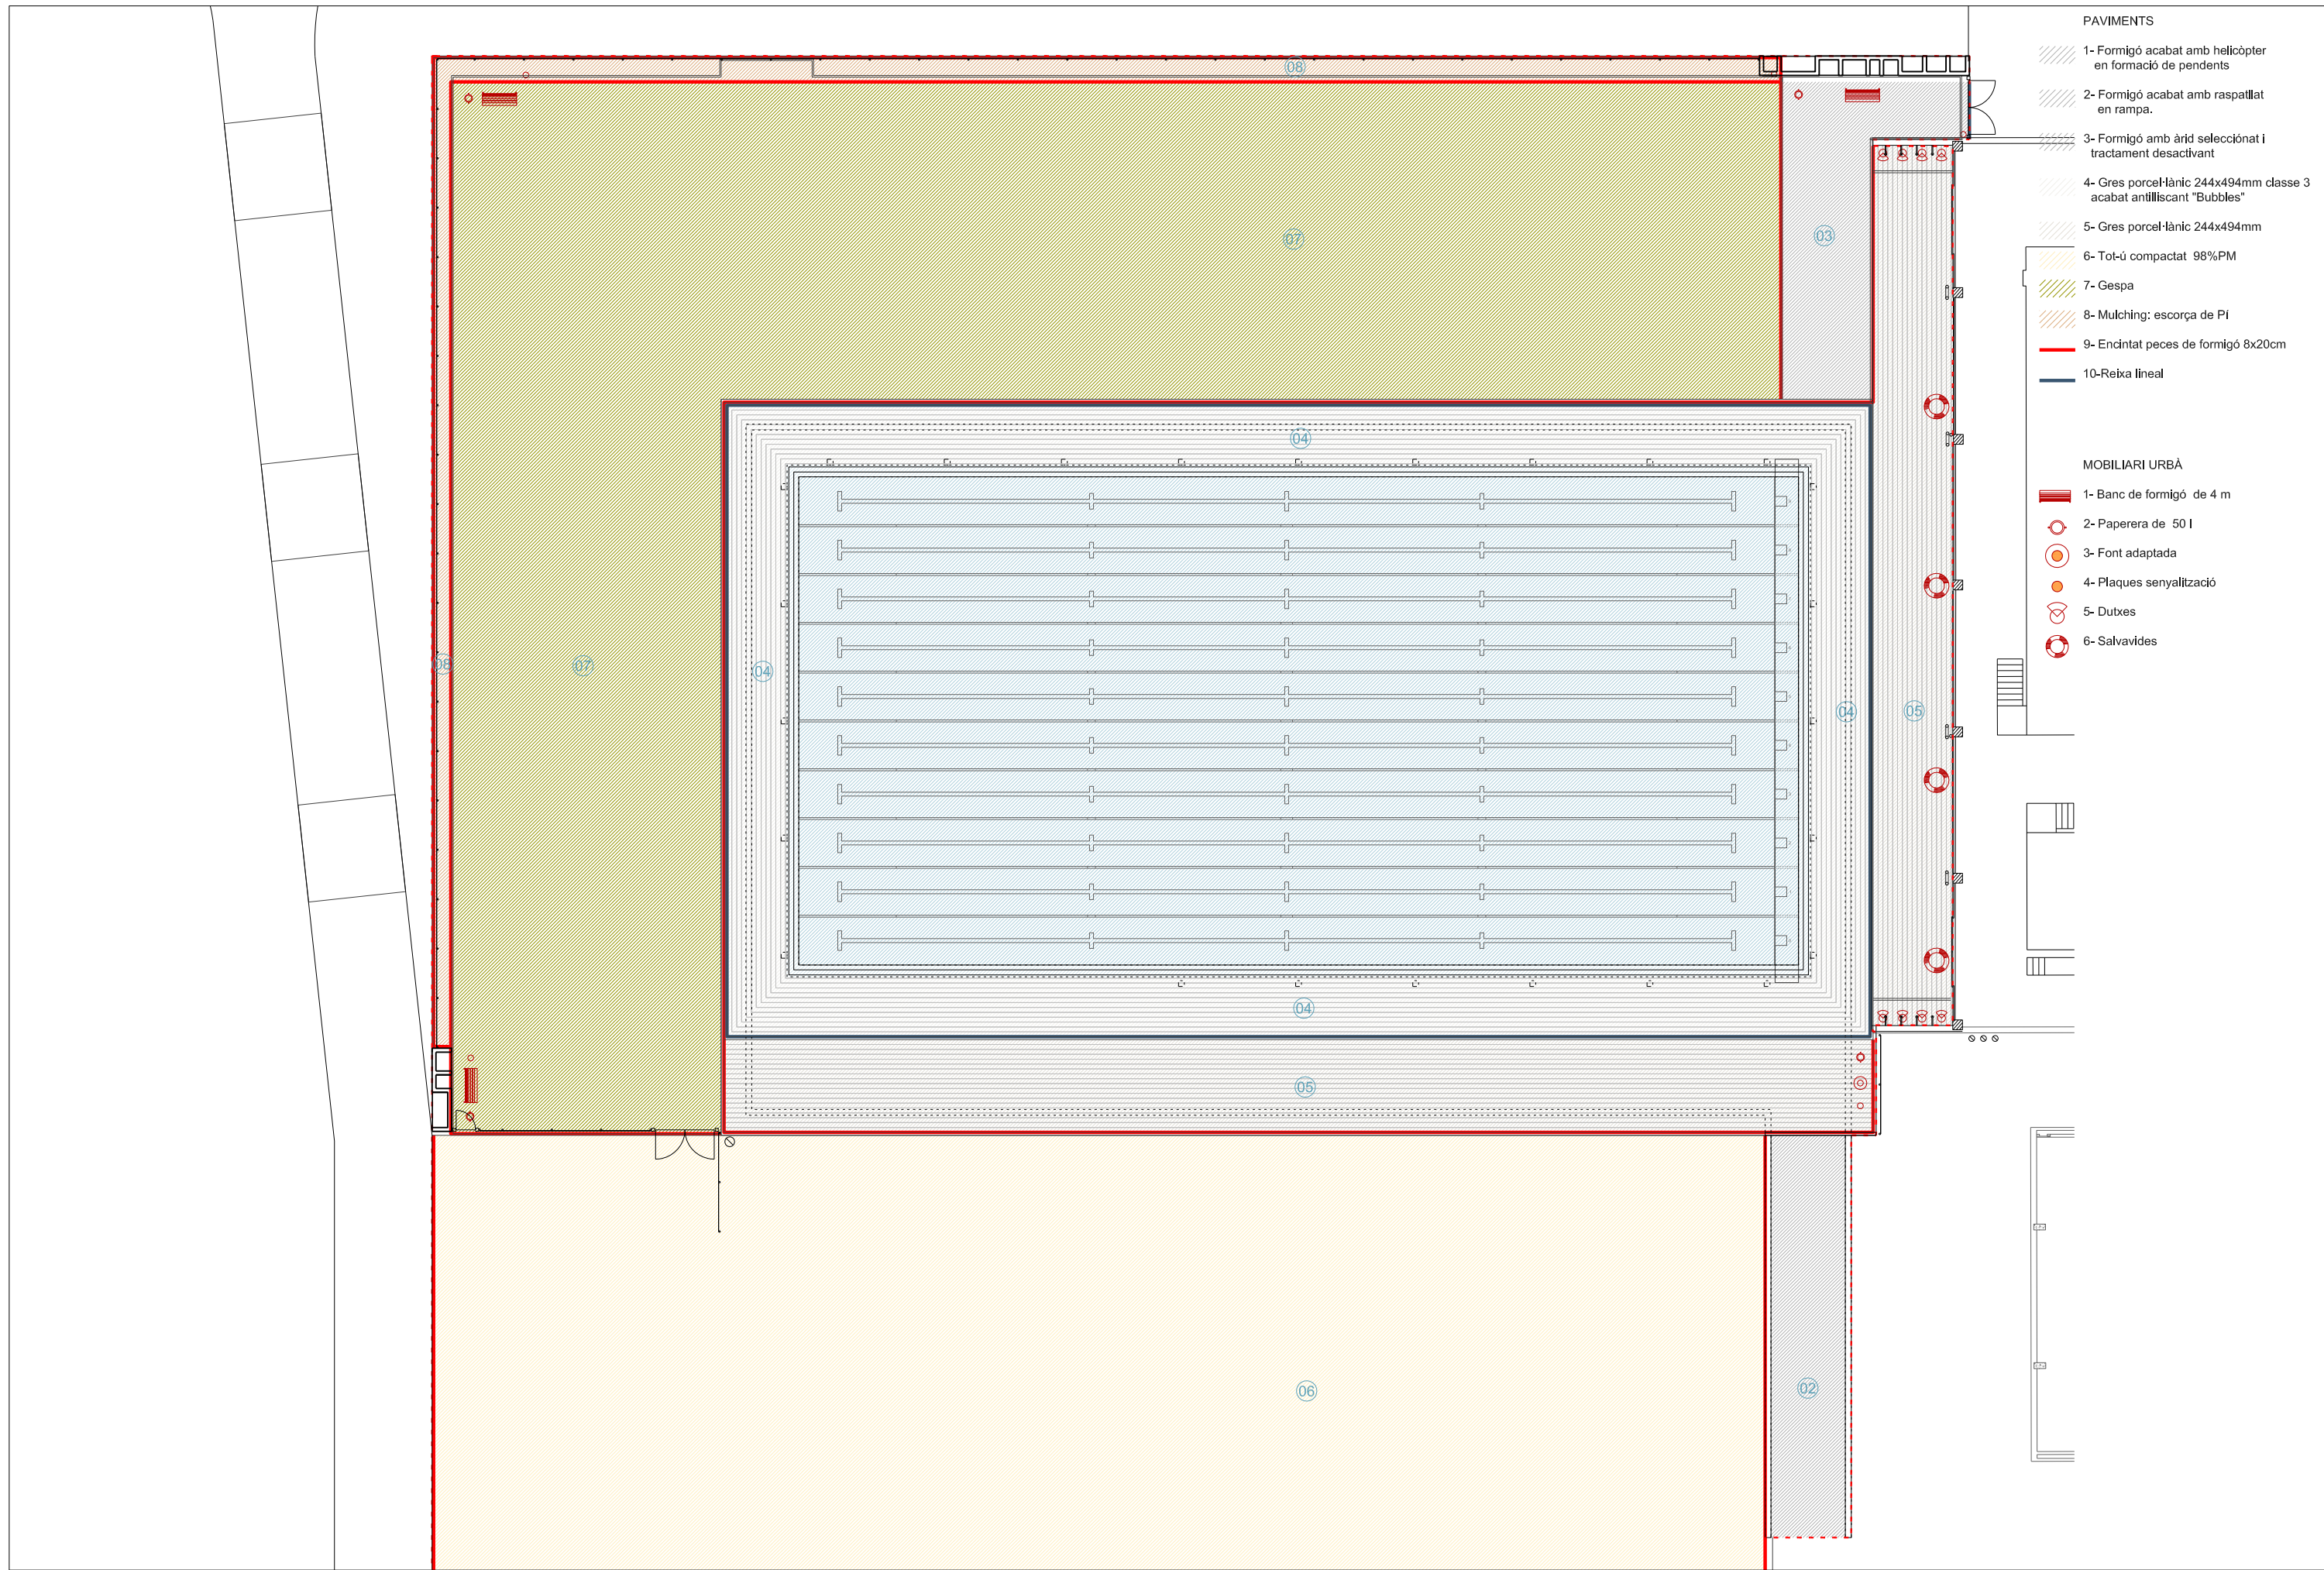 PAVIMENTS
1- Formigó acabat amb helicòpter
en formació de pendents
2- Formigó acabat amb raspatllat
en rampa.
3- Formigó amb àrid selecciónat i
tractament desactivant
4- Gres porcel·lànic 244x494mm classe 3
acabat antilliscant "Bubbles"
5- Gres porcel·lànic 244x494mm
6- Tot-ú compactat 98%PM
7- Gespa
8- Mulching: escorça de Pí
9- Encintat peces de formigó 8x20cm
10-Reixa lineal
MOBILIARI URBÀ
1- Banc de formigó de 4 m
2- Paperera de 50 l
3- Font adaptada
4- Plaques senyalització
5- Dutxes
6- Salvavides
08
07
03
04
08
07
04
04
05
04
05
06
02